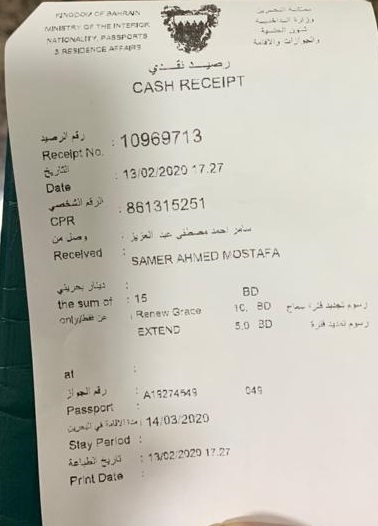 KINGDOM OF BAHRAIN
MINISTRY OF THE INTERIOR
NATIONALITY, PASSPORTS
& RESIDENCE AFFAIRS
مملكة البحرين
وزارة الداخلية
شئون الجنسية
والجوازات والاقامة
رصيد نقدي
CASH RECEIPT
رقم الرصيد
Receipt No. : 10969713
التاريخ
Date : 13/02/2020 17.27
الرقم الشخصي
CPR : 861315251
وصل من : سامر احمد مصطفى عبد العزيز
Received : SAMER AHMED MOSTAFA
دينار بحريني
the sum of : 15 BD
: Renew Grace 10. BD رسوم تجديد فترة سماح
only عن فقط
EXTEND 5.0 BD رسوم تمديد فترة
at :
رقم الجواز
Passport : A19274549 049
مدة الاقامة في البحرين : 14/03/2020
Stay Period :
تاريخ الطباعة : 13/02/2020 17.27
Print Date :